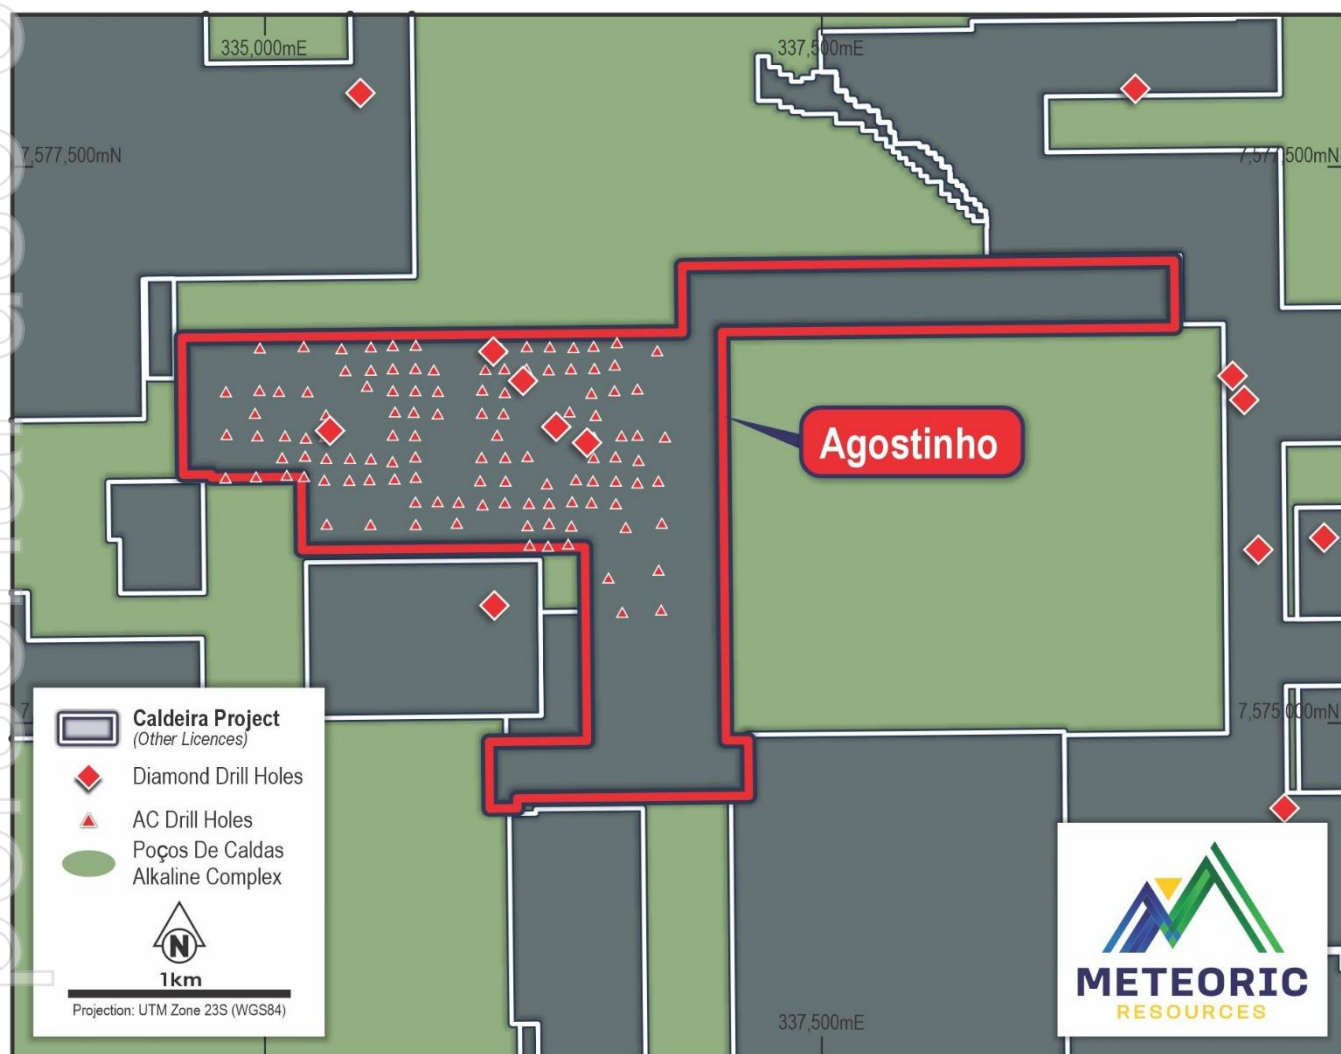 335,000mE
337,500mE
7,577,500mN
7,577,500mN
Agostinho
7,575,000mN
Caldeira Project
(Other Licences)
Diamond Drill Holes
AC Drill Holes
Poços De Caldas
Alkaline Complex
N
1km
Projection: UTM Zone 23S (WGS84)
337,500mE
METEORIC
RESOURCES